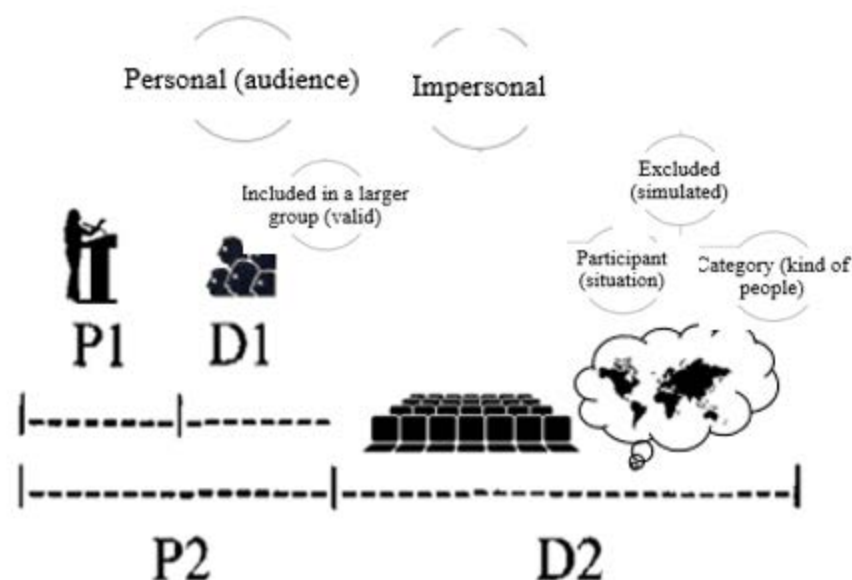 Personal (audience)
Impersonal
Included in a larger
group (valid)
Excluded
(simulated)
Participant
(situation)
Category (kind of
people)
P1
D1
P2
D2